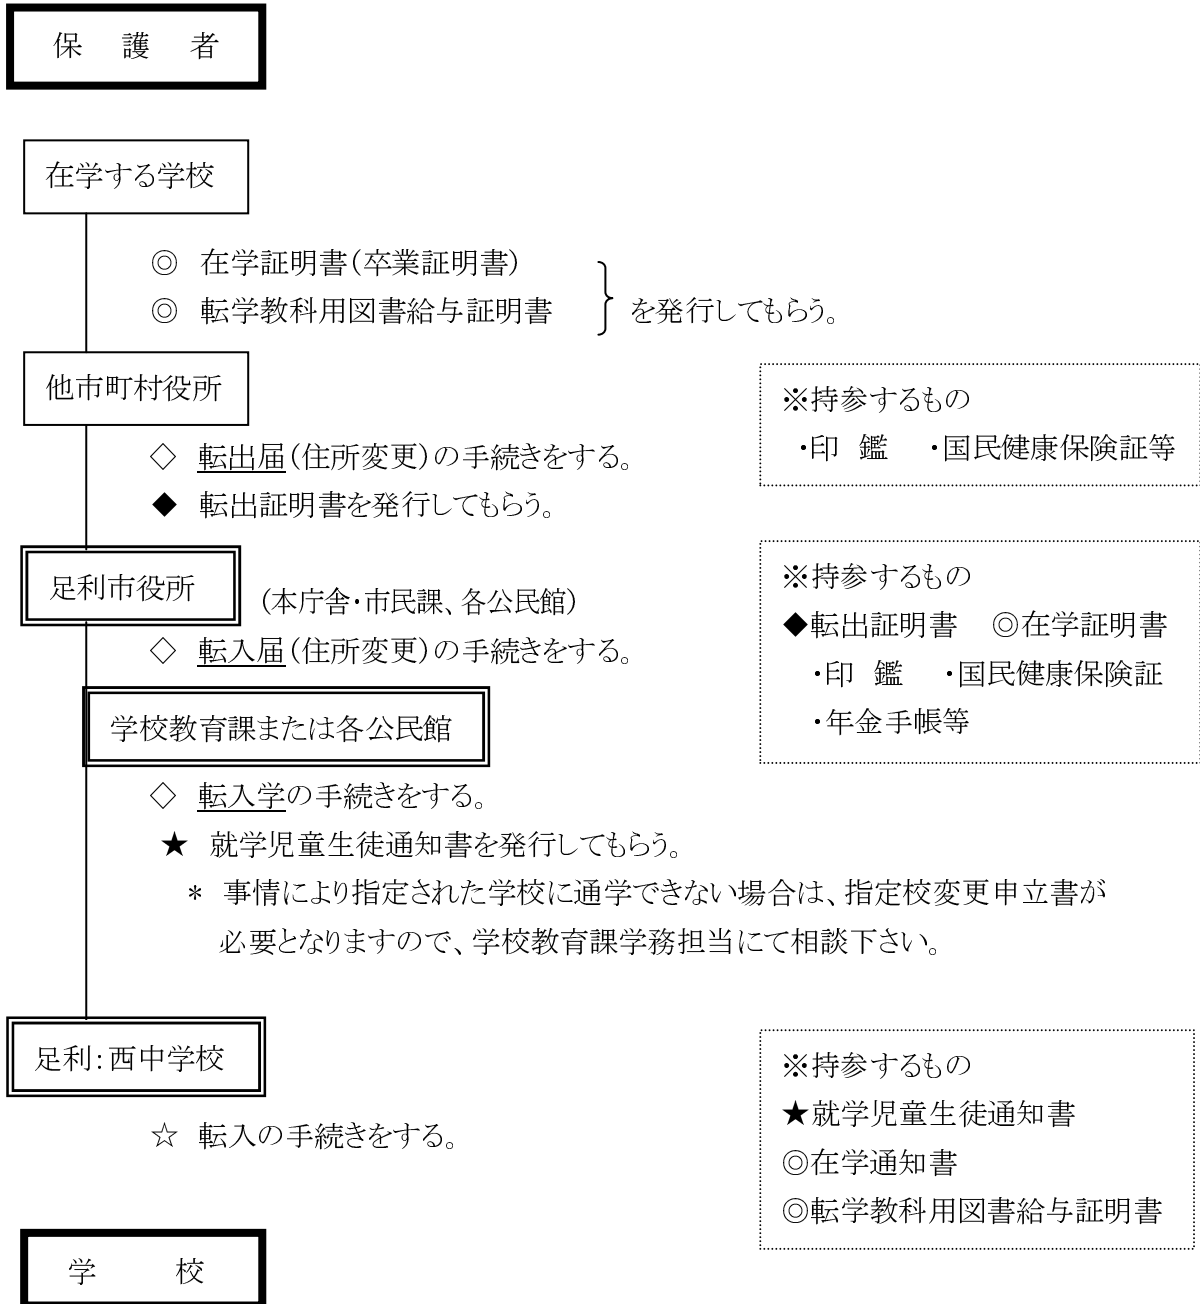 保　護　者
在学する学校
◎　在学証明書（卒業証明書）
◎　転学教科用図書給与証明書
を発行してもらう。
他市町村役所
◇　転出届（住所変更）の手続きをする。
◆　転出証明書を発行してもらう。
※持参するもの
・印　鑑　・国民健康保険証等
足利市役所　（本庁舎・市民課、各公民館）
◇　転入届（住所変更）の手続きをする。
※持参するもの
◆転出証明書　◎在学証明書
・印　鑑　・国民健康保険証
・年金手帳等
学校教育課または各公民館
◇　転入学の手続きをする。
★　就学児童生徒通知書を発行してもらう。
＊　事情により指定された学校に通学できない場合は、指定校変更申立書が
必要となりますので、学校教育課学務担当にて相談下さい。
足利：西中学校
☆　転入の手続きをする。
※持参するもの
★就学児童生徒通知書
◎在学通知書
◎転学教科用図書給与証明書
学　　校